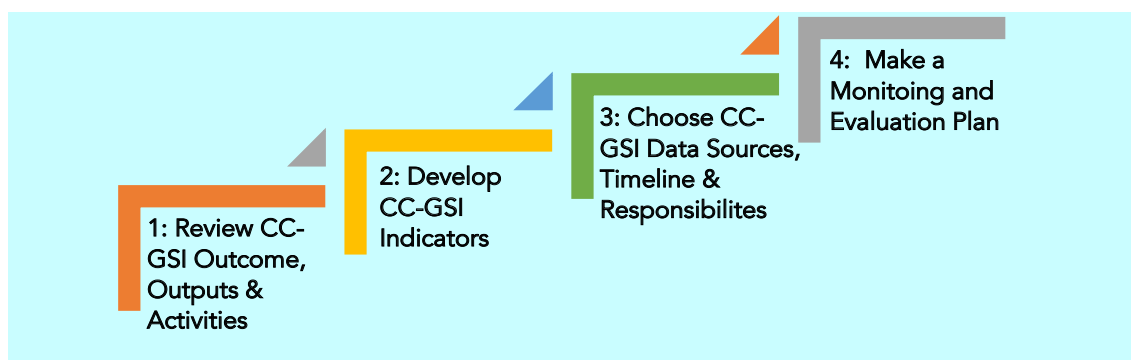 1: Review CC-
GSI Outcome,
Outputs &
Activities
2: Develop
CC-GSI
Indicators
3: Choose CC-
GSI Data Sources,
Timeline &
Responsibilites
4:  Make a
Monitoing and
Evaluation Plan